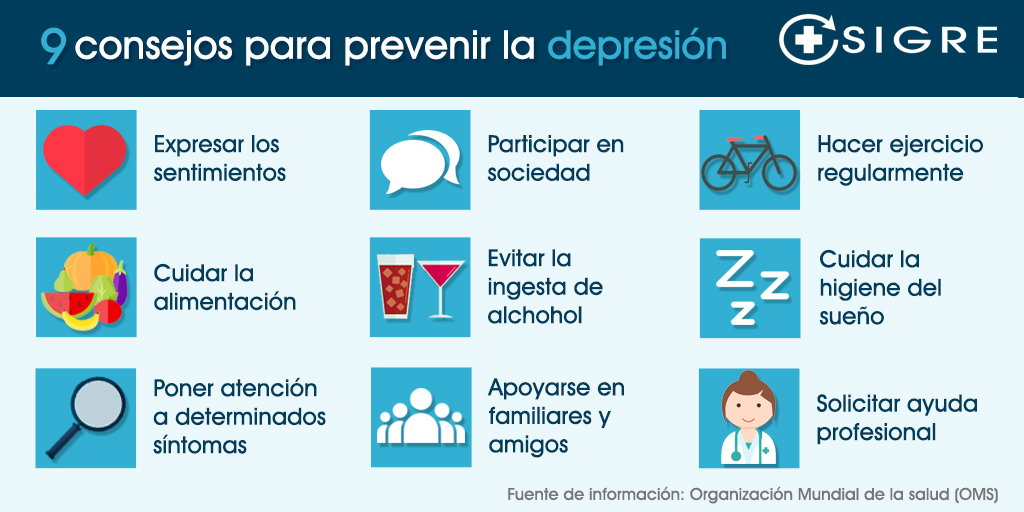 9 consejos para prevenir la depresión
SIGRE
Expresar los
sentimientos
Participar en
sociedad
Hacer ejercicio
regularmente
Cuidar la
alimentación
Evitar la
ingesta de
alchohol
Cuidar la
higiene del
sueño
Poner atención
a determinados
síntomas
Apoyarse en
familiares y
amigos
Solicitar ayuda
profesional
Fuente de información: Organización Mundial de la salud (OMS)